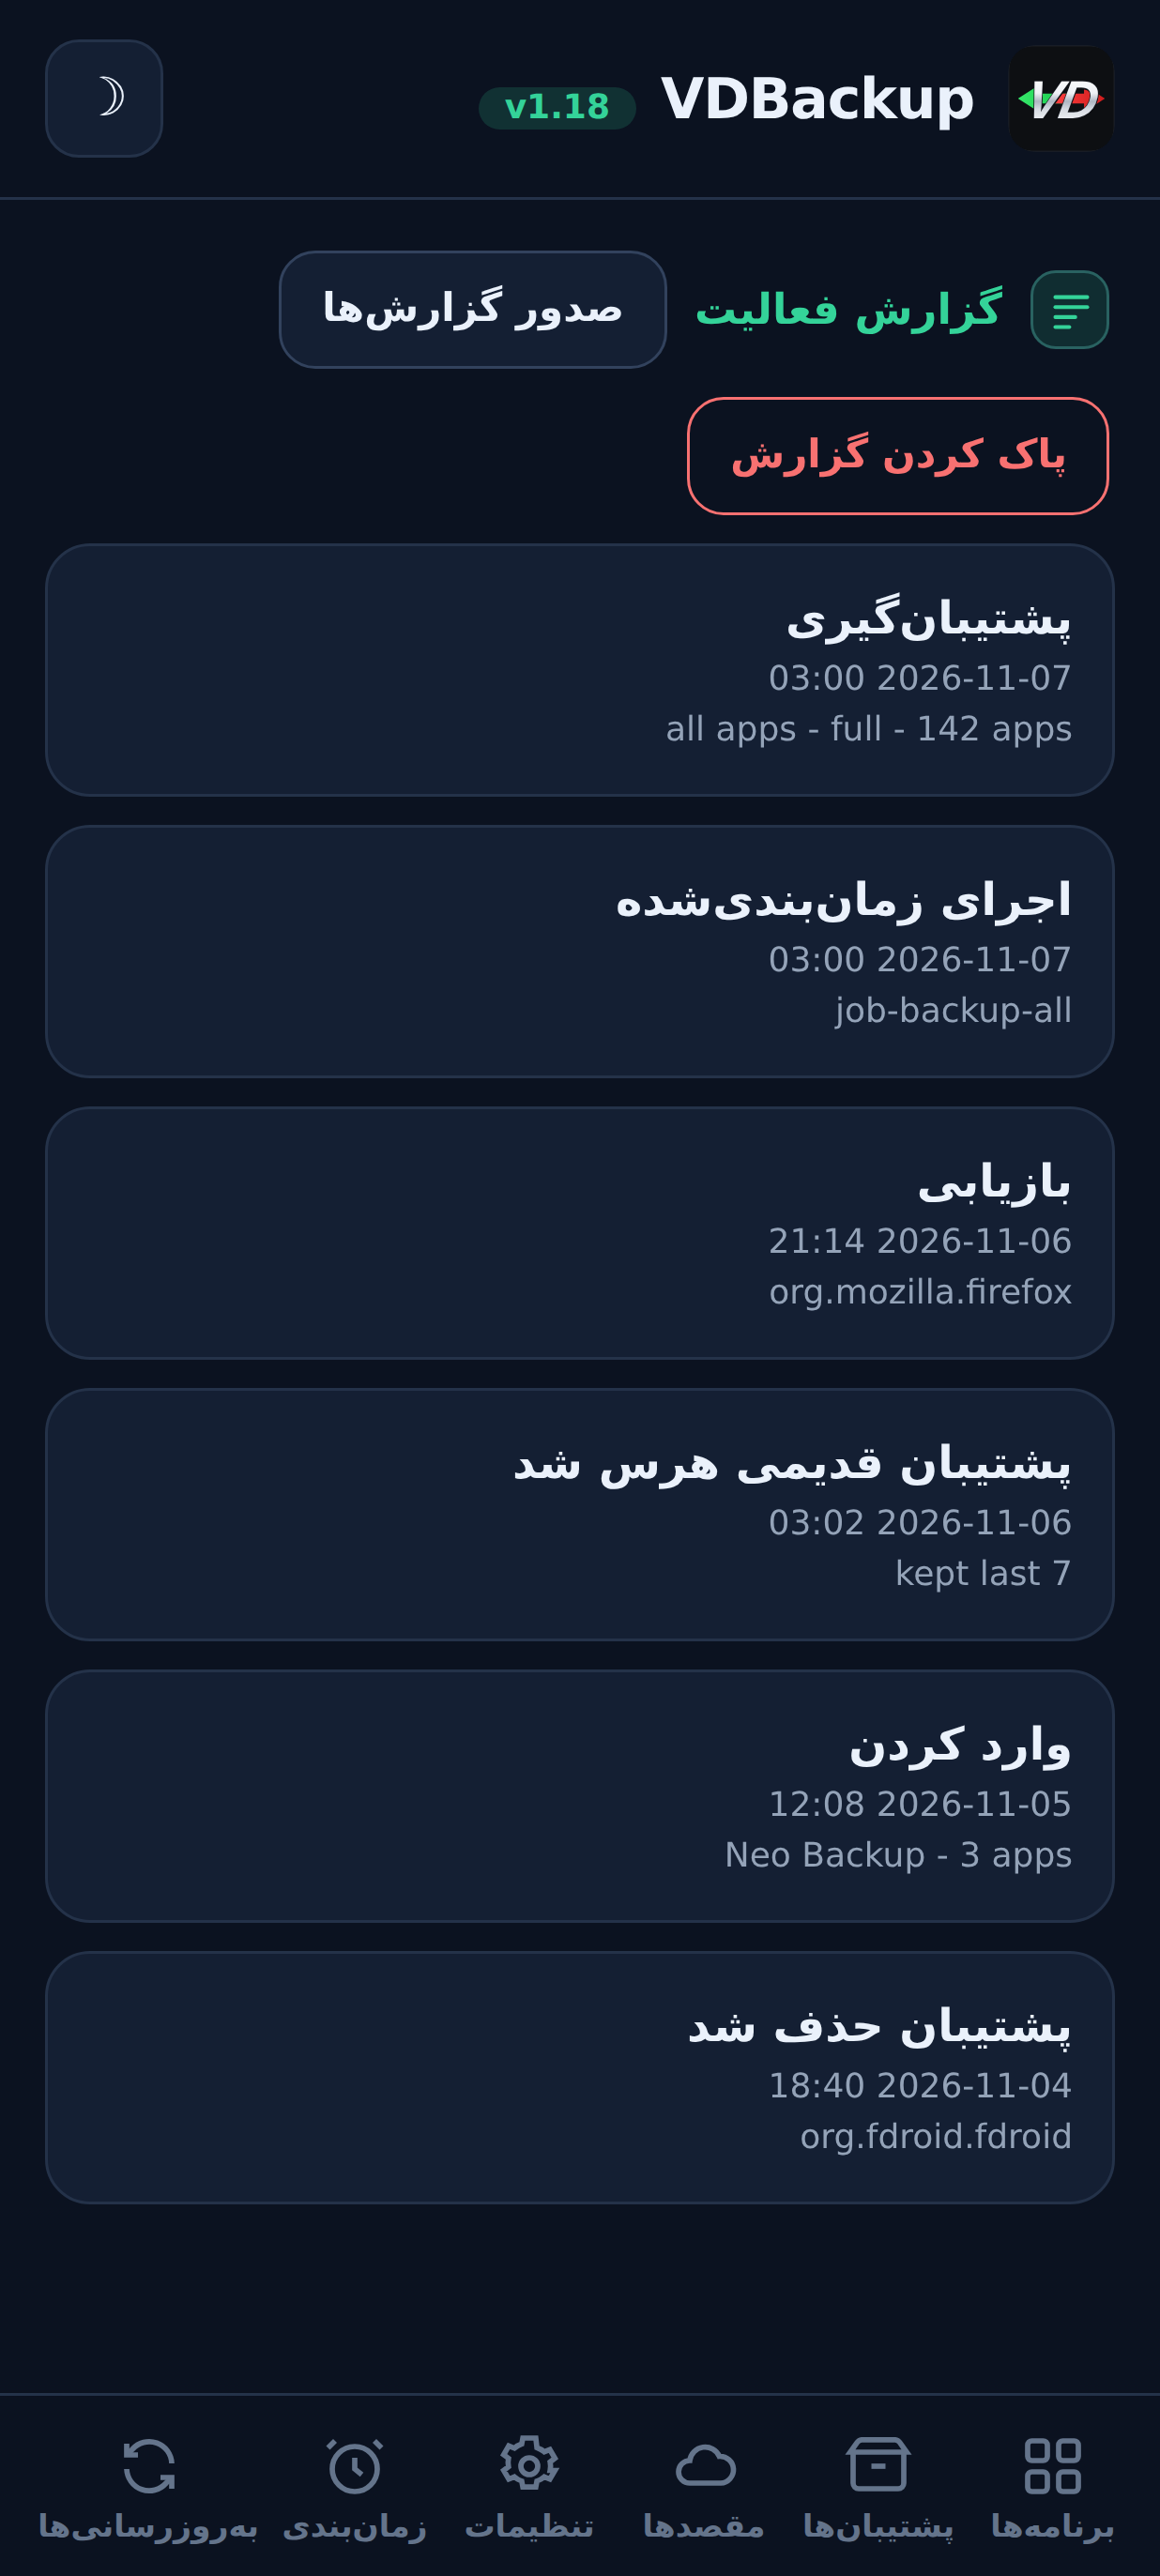 VD
VDBackup
v1.18
گزارش فعالیت
صدور گزارش‌ها
پاک کردن گزارش
پشتیبان‌گیری
03:00 2026-11-07
all apps - full - 142 apps
اجرای زمان‌بندی‌شده
03:00 2026-11-07
job-backup-all
بازیابی
21:14 2026-11-06
org.mozilla.firefox
پشتیبان قدیمی هرس شد
03:02 2026-11-06
kept last 7
وارد کردن
12:08 2026-11-05
Neo Backup - 3 apps
پشتیبان حذف شد
18:40 2026-11-04
org.fdroid.fdroid
برنامه‌ها
پشتیبان‌ها
مقصدها
تنظیمات
زمان‌بندی
به‌روزرسانی‌ها